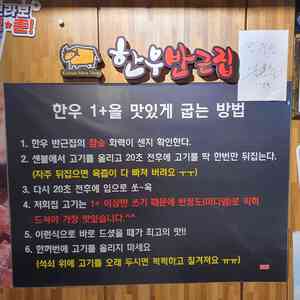 한우반근집
한우 1+을 맛있게 굽는 방법
1. 한우 반근집의 참숯 화력이 센지 확인한다.
2. 센불에서 고기를 올리고 20초 전후에 고기를 딱 한번만 뒤집는다.
(자주 뒤집으면 육즙이 다 빠져 버려요 ㅜㅜ)
3. 다시 20초 전후에 입으로 쏘~옥
4. 저희집 고기는 1+ 이상만 쓰기 때문에 반정도(미디엄)로 익혀
드셔야 가장 맛있습니다.^^
5. 이런식으로 바로 드셨을 때가 최고의 맛!!
6. 한꺼번에 고기를 올리지 마세요
(석쇠 위에 고기를 오래 두시면 퍽퍽하고 질겨져요 ㅠㅠ)